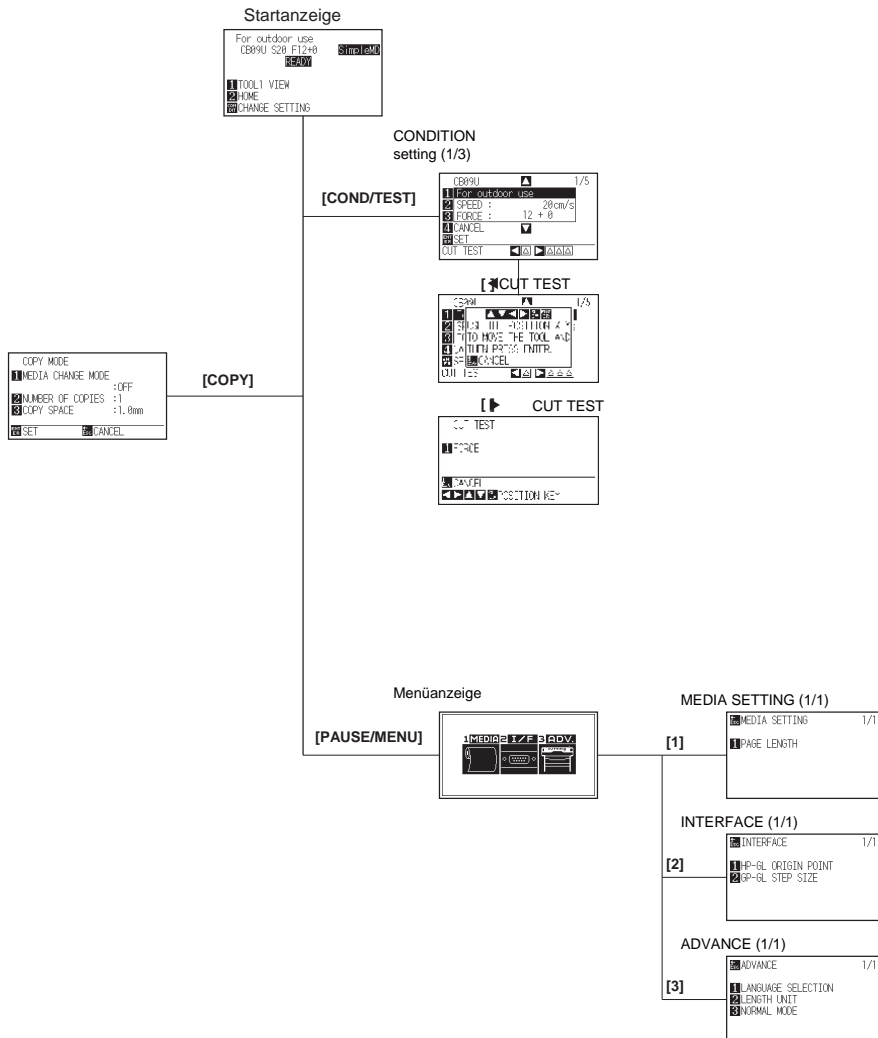 Startanzeige
For outdoor use
CB09U S20 F12+0 SimpleMD
READY
1 TOOL1 VIEW
2 HOME
CHANGE SETTING
CONDITION
setting (1/3)
[COND/TEST]
CB09U 1/5
1 For outdoor use
2 SPEED : 20cm/s
3 FORCE : 12 + 0
4 CANCEL
SET
CUT TEST
[◀] CUT TEST
1/5
TO MOVE THE TOOL AND
THEN PRESS ENTER.
CANCEL
[▶ CUT TEST
CUT TEST
1 FORCE
CANCEL
POSITION KEY
COPY MODE
1 MEDIA CHANGE MODE
:OFF
2 NUMBER OF COPIES :1
3 COPY SPACE :1.0mm
SET CANCEL
[COPY]
Menüanzeige
[PAUSE/MENU]
1 MEDIA 2 I/F 3 ADV.
MEDIA SETTING (1/1)
[1]
MEDIA SETTING 1/1
1 PAGE LENGTH
INTERFACE (1/1)
[2]
INTERFACE 1/1
1 HP-GL ORIGIN POINT
2 GP-GL STEP SIZE
ADVANCE (1/1)
[3]
ADVANCE 1/1
1 LANGUAGE SELECTION
2 LENGTH UNIT
3 NORMAL MODE